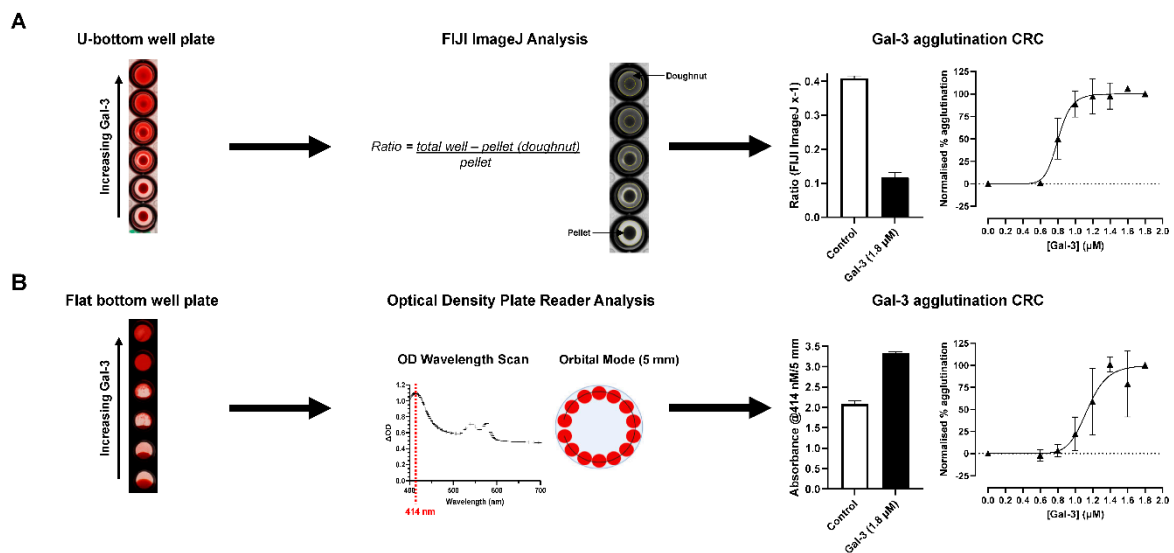 A
U-bottom well plate
FIJI ImageJ Analysis
Gal-3 agglutination CRC
Increasing Gal-3
Ratio = total well – pellet (doughnut)
pellet
Doughnut
Pellet
Ratio (FIJI ImageJ x-1)
0.4
0.3
0.2
0.1
0.0
Control
Gal-3 (1.8 µM)
Normalised % agglutination
125
100
75
50
25
0
-25
0.0 0.2 0.4 0.6 0.8 1.0 1.2 1.4 1.6 1.8 2.0
[Gal-3] (µM)
B
Flat bottom well plate
Optical Density Plate Reader Analysis
Gal-3 agglutination CRC
Increasing Gal-3
OD Wavelength Scan
Orbital Mode (5 mm)
ΔOD
1.2
1.0
0.8
0.6
0.4
0.2
0.0
400 500 600 700
Wavelength (nm)
414 nm
Absorbance @414 nM/5 mm
3.5
3.0
2.5
2.0
1.5
1.0
0.5
0.0
Control
Gal-3 (1.8 µM)
Normalised % agglutination
125
100
75
50
25
0
-25
0.0 0.2 0.4 0.6 0.8 1.0 1.2 1.4 1.6 1.8 2.0
[Gal-3] (µM)